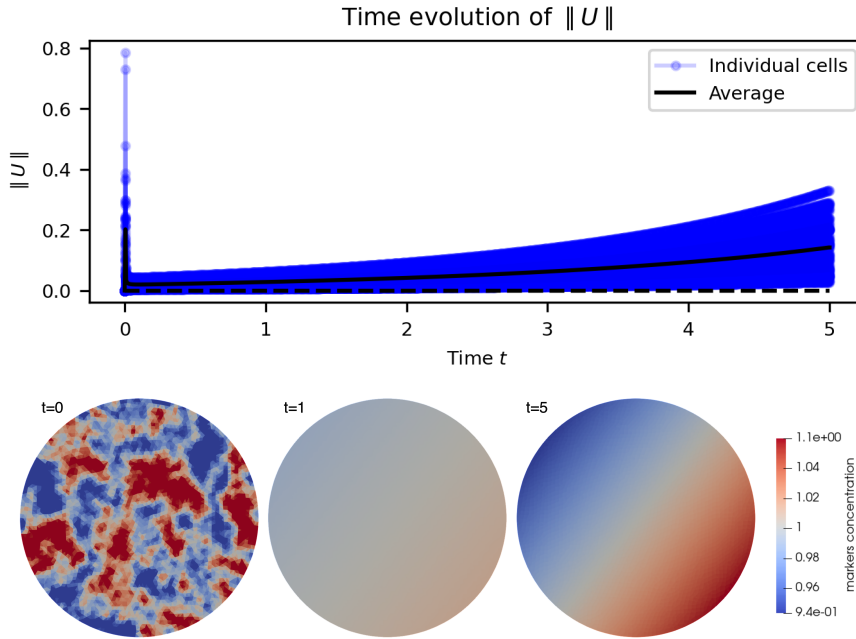 Time evolution of ∥ U ∥
0.8
0.6
0.4
0.2
0.0
∥ U ∥
Individual cells
Average
0 1 2 3 4 5
Time t
t=0
t=1
t=5
1.1e+00
1.04
1.02
1
0.98
0.96
9.4e-01
markers concentration